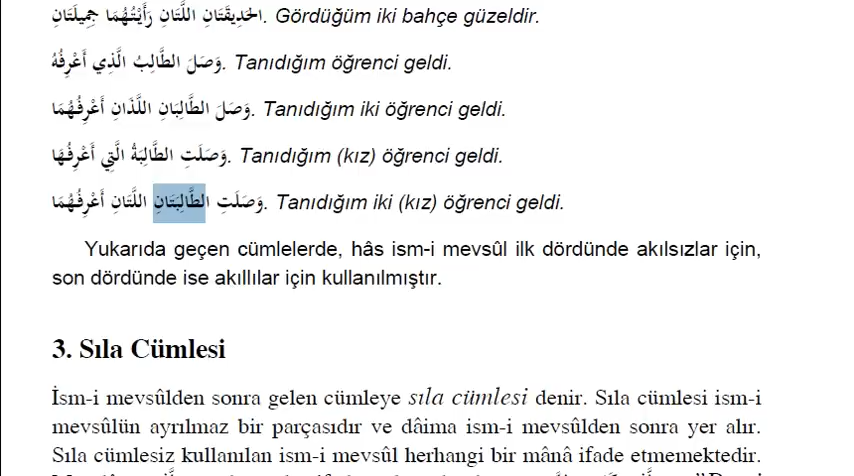 الحَدِيقَتَانِ اللَّتَانِ رَأَيْتُهُمَا جَمِيلَتَانِ. Gördüğüm iki bahçe güzeldir.
وَصَلَ الطَّالِبُ الَّذِي أَعْرِفُهُ. Tanıdığım öğrenci geldi.
وَصَلَ الطَّالِبَانِ اللَّذَانِ أَعْرِفُهُمَا. Tanıdığım iki öğrenci geldi.
وَصَلَتِ الطَّالِبَةُ الَّتِي أَعْرِفُهَا. Tanıdığım (kız) öğrenci geldi.
وَصَلَتِ الطَّالِبَتَانِ اللَّتَانِ أَعْرِفُهُمَا. Tanıdığım iki (kız) öğrenci geldi.
Yukarıda geçen cümlelerde, hâs ism-i mevsûl ilk dördünde akılsızlar için,
son dördünde ise akıllılar için kullanılmıştır.
3. Sıla Cümlesi
İsm-i mevsûlden sonra gelen cümleye sıla cümlesi denir. Sıla cümlesi ism-i
mevsûlün ayrılmaz bir parçasıdır ve dâima ism-i mevsûlden sonra yer alır.
Sıla cümlesiz kullanılan ism-i mevsûl herhangi bir mânâ ifade etmemektedir.